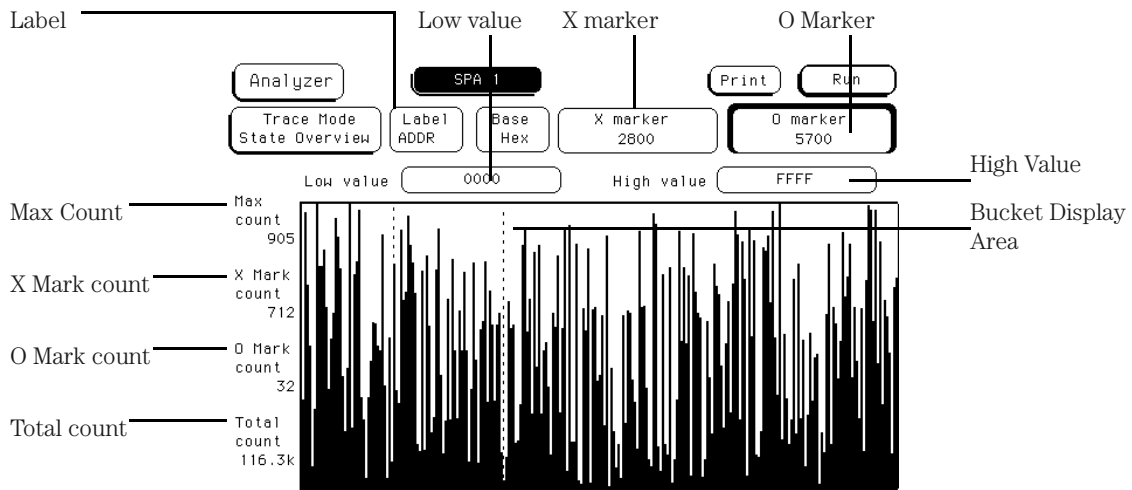 Label
Low value
X marker
O Marker
Analyzer
SPA 1
Print
Run
Trace Mode
State Overview
Label
ADDR
Base
Hex
X marker
2800
O marker
5700
Low value
0000
High value
FFFF
High Value
Max Count
Max
count
905
Bucket Display
Area
X Mark count
X Mark
count
712
O Mark count
O Mark
count
32
Total count
Total
count
116.3k